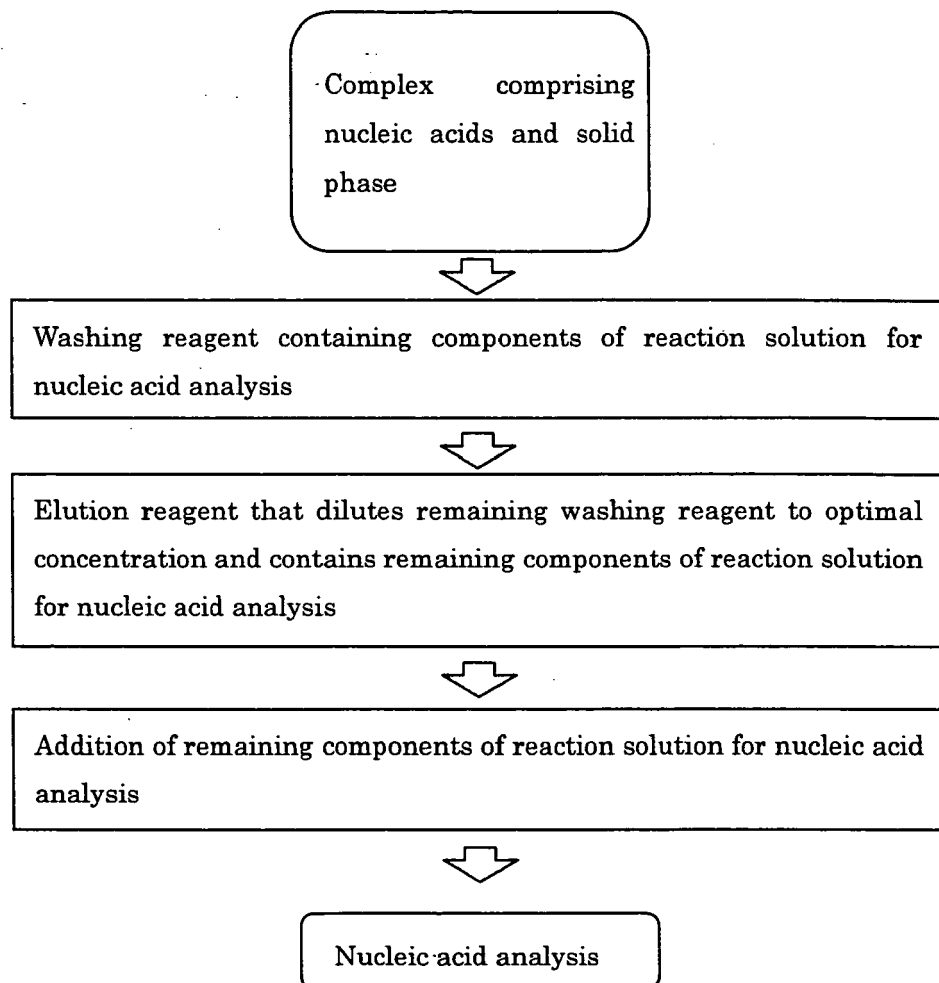 Complex comprising
nucleic acids and solid
phase
Washing reagent containing components of reaction solution for
nucleic acid analysis
Elution reagent that dilutes remaining washing reagent to optimal
concentration and contains remaining components of reaction solution
for nucleic acid analysis
Addition of remaining components of reaction solution for nucleic acid
analysis
Nucleic acid analysis